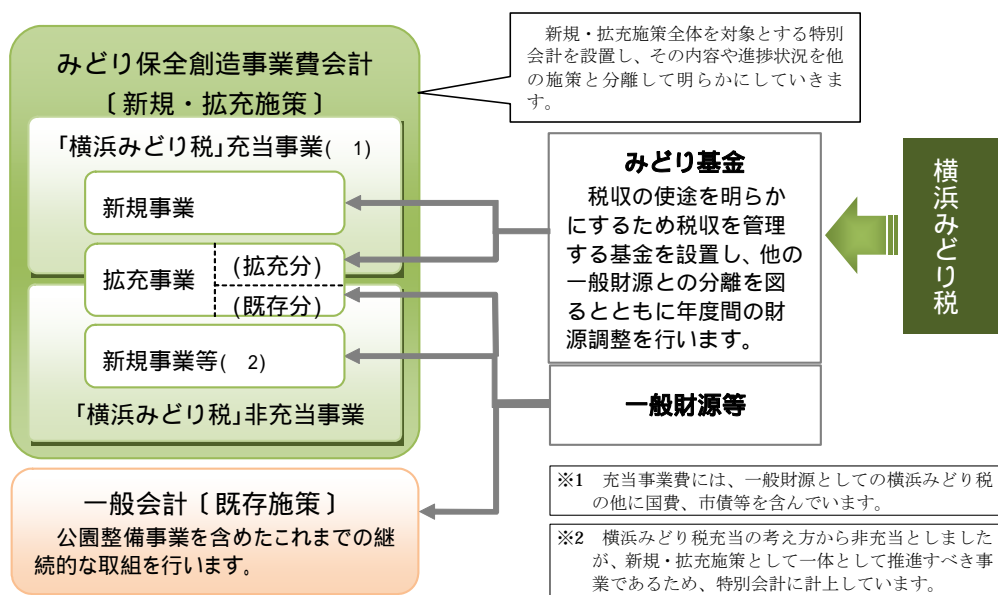 新規・拡充施策全体を対象とする特別
会計を設置し、その内容や進捗状況を他
の施策と分離して明らかにしていきま
す。
みどり保全創造事業費会計
〔新規・拡充施策〕
「横浜みどり税」充当事業( 1)
新規事業
拡充事業
(拡充分)
(既存分)
新規事業等( 2)
「横浜みどり税」非充当事業
みどり基金
税収の使途を明らか
にするため税収を管理
する基金を設置し、他の
一般財源との分離を図
るとともに年度間の財
源調整を行います。
横浜みどり税
一般財源等
一般会計〔既存施策〕
公園整備事業を含めたこれまでの継
続的な取組を行います。
※1 充当事業費には、一般財源としての横浜みどり税
の他に国費、市債等を含んでいます。
※2 横浜みどり税充当の考え方から非充当としました
が、新規・拡充施策として一体として推進すべき事
業であるため、特別会計に計上しています。